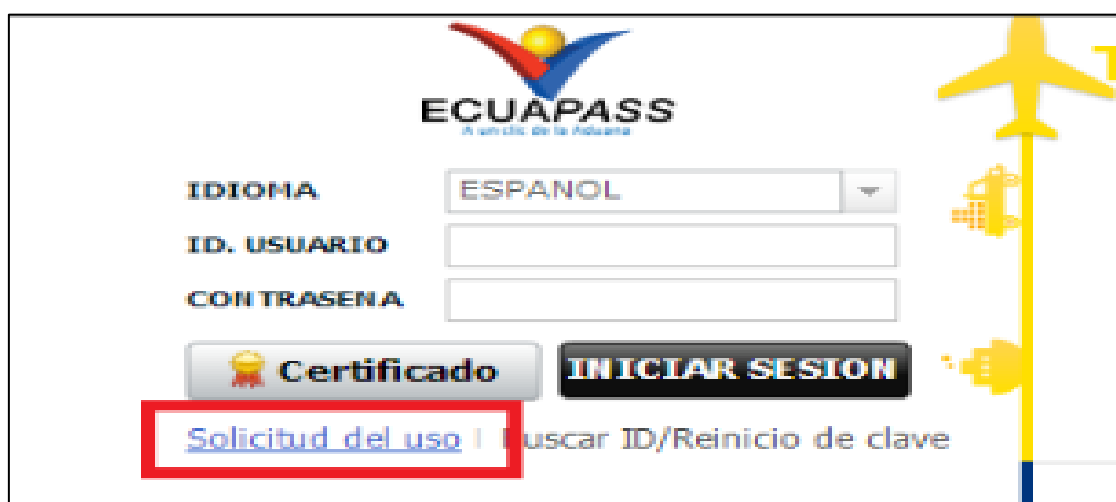 ECUAPASS
A un clic de la Aduana
IDIOMA ESPANOL
ID. USUARIO
CONTRASENA
Certificado INICIAR SESION
Solicitud del uso | Buscar ID/Reinicio de clave
T